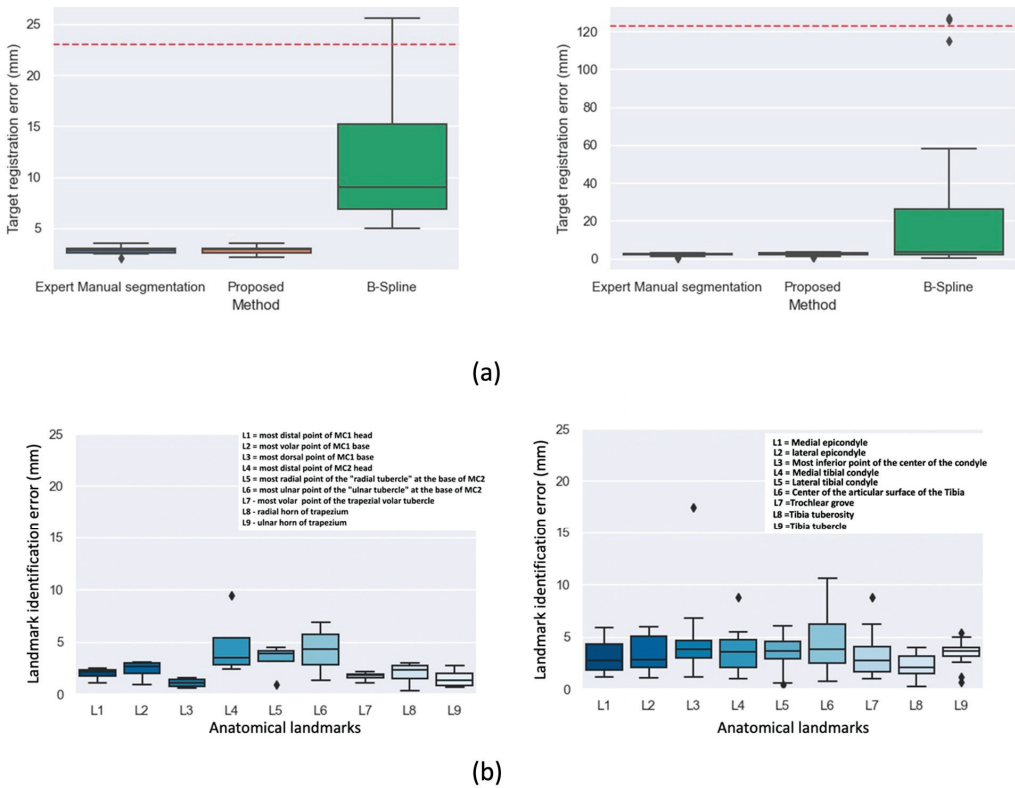 25
20
15
10
5
Target registration error (mm)
Expert Manual segmentation
Proposed
B-Spline
Method
120
100
80
60
40
20
0
Target registration error (mm)
Expert Manual segmentation
Proposed
B-Spline
Method
(a)
25
20
15
10
5
0
Landmark identification error (mm)
L1 = most distal point of MC1 head
L2 = most volar point of MC1 base
L3 = most dorsal point of MC1 base
L4 = most distal point of MC2 head
L5 = most radial point of the "radial tubercle" at the base of MC2
L6 = most ulnar point of the "ulnar tubercle" at the base of MC2
L7 - most volar point of the trapezial volar tubercle
L8 - radial horn of trapezium
L9 - ulnar horn of trapezium
L1 L2 L3 L4 L5 L6 L7 L8 L9
Anatomical landmarks
25
20
15
10
5
0
Landmark identification error (mm)
L1 = Medial epicondyle
L2 = lateral epicondyle
L3 = Most inferior point of the center of the condyle
L4 = Medial tibial condyle
L5 = Lateral tibial condyle
L6 = Center of the articular surface of the Tibia
L7 =Trochlear grove
L8 =Tibia tuberosity
L9 =Tibia tubercle
L1 L2 L3 L4 L5 L6 L7 L8 L9
Anatomical landmarks
(b)